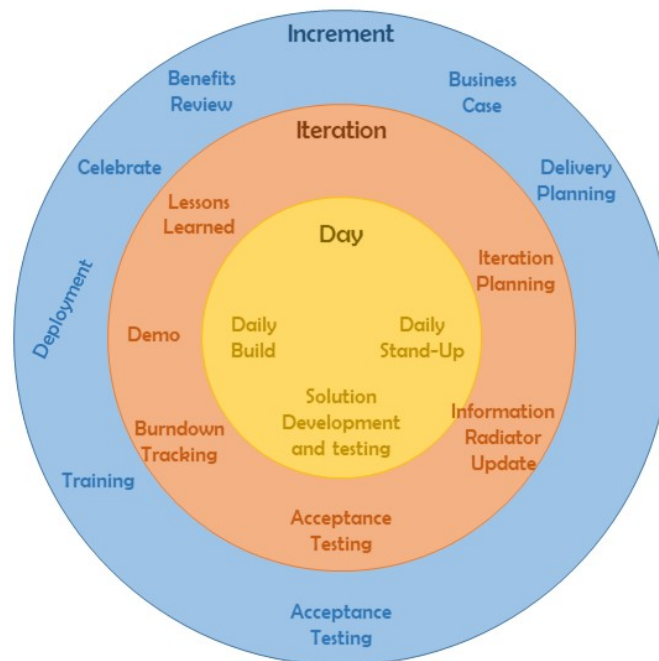 Increment
Benefits
Review
Business
Case
Celebrate
Delivery
Planning
Deployment
Training
Acceptance
Testing
Iteration
Lessons
Learned
Iteration
Planning
Demo
Burndown
Tracking
Information
Radiator
Update
Acceptance
Testing
Day
Daily
Build
Daily
Stand-Up
Solution
Development
and testing